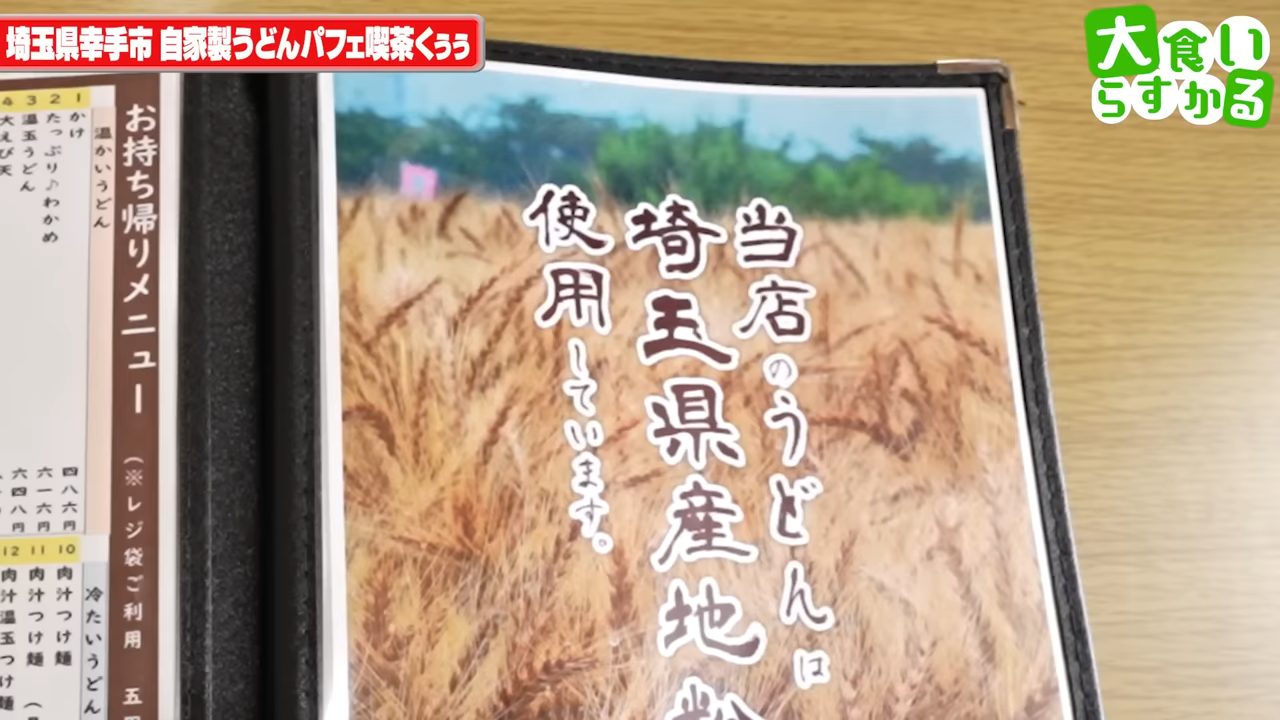 埼玉県幸手市 自家製うどんパフェ喫茶くぅぅ
大食い
らすかる
当店のうどんは
埼玉県産地粉
使用しています。
お持ち帰りメニュー (※レジ袋ご利用 五円
温かいうどん
1 かけ 四八六円
2 たっぷり♪わかめ 六一六円
3 温玉うどん 六四八円
4 大えび天
冷たいうどん
10 肉汁つけ麺
11 肉汁つけ麺
12 肉汁温玉つけ麺